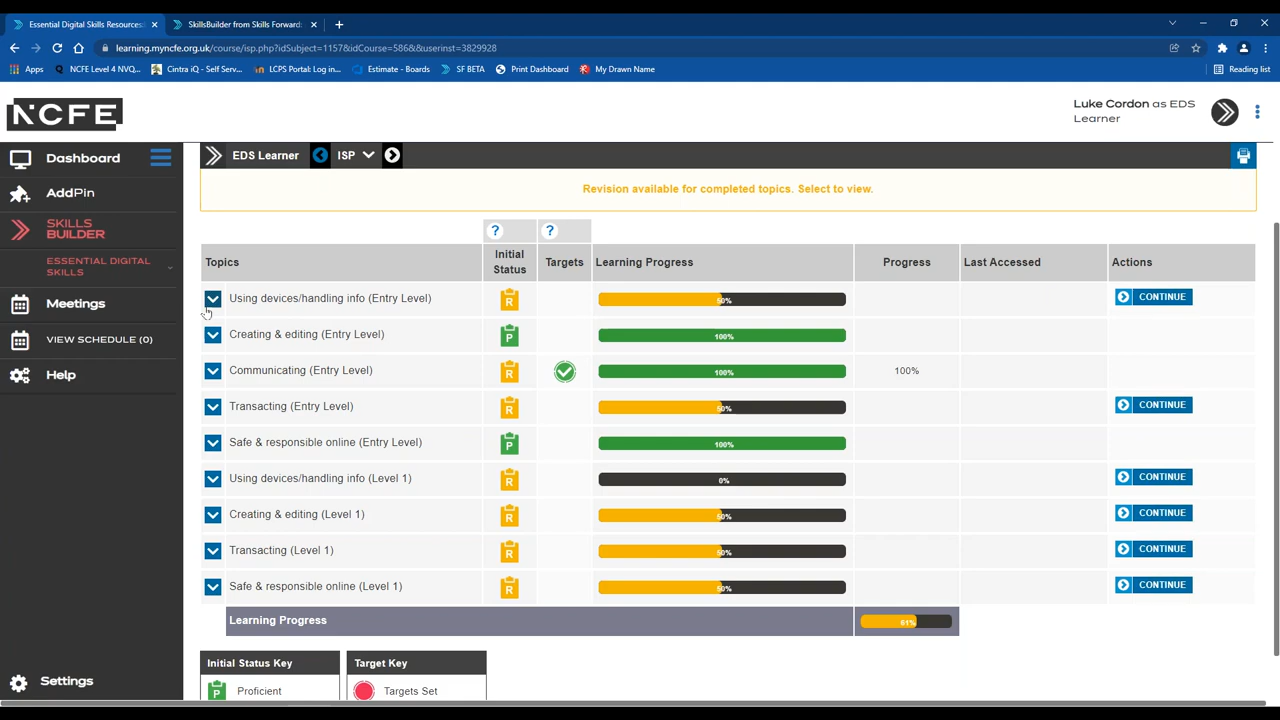 Essential Digital Skills Resources
SkillsBuilder from Skills Forward
learning.myncfe.org.uk/course/isp.php?idSubject=1157&idCourse=586&&userinst=3829928
Apps
NCFE Level 4 NVQ...
Cintra iQ - Self Serv...
LCPS Portal: Log in...
Estimate - Boards
SF BETA
Print Dashboard
My Drawn Name
Reading list
NCFE
Luke Cordon as EDS
Learner
Dashboard
AddPin
SKILLS
BUILDER
ESSENTIAL DIGITAL
SKILLS
Meetings
VIEW SCHEDULE (0)
Help
Settings
EDS Learner
ISP
Revision available for completed topics. Select to view.
? ?
Topics Initial Status Targets Learning Progress Progress Last Accessed Actions
Using devices/handling info (Entry Level) R 50% CONTINUE
Creating & editing (Entry Level) P 100%
Communicating (Entry Level) R 100% 100%
Transacting (Entry Level) R 50% CONTINUE
Safe & responsible online (Entry Level) P 100%
Using devices/handling info (Level 1) R 0% CONTINUE
Creating & editing (Level 1) R 50% CONTINUE
Transacting (Level 1) R 50% CONTINUE
Safe & responsible online (Level 1) R 50% CONTINUE
Learning Progress 61%
Initial Status Key
P Proficient
Target Key
Targets Set